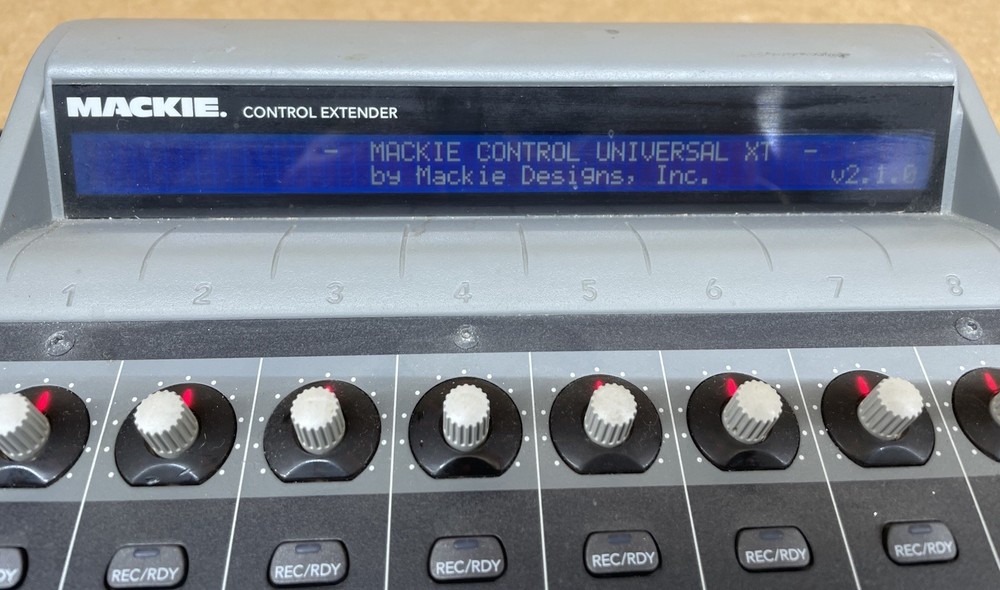 MACKIE. CONTROL EXTENDER
- MACKIE CONTROL UNIVERSAL XT -
by Mackie Designs, Inc. v2.1.0
1 2 3 4 5 6 7 8
REC/RDY REC/RDY REC/RDY REC/RDY REC/RDY REC/RDY